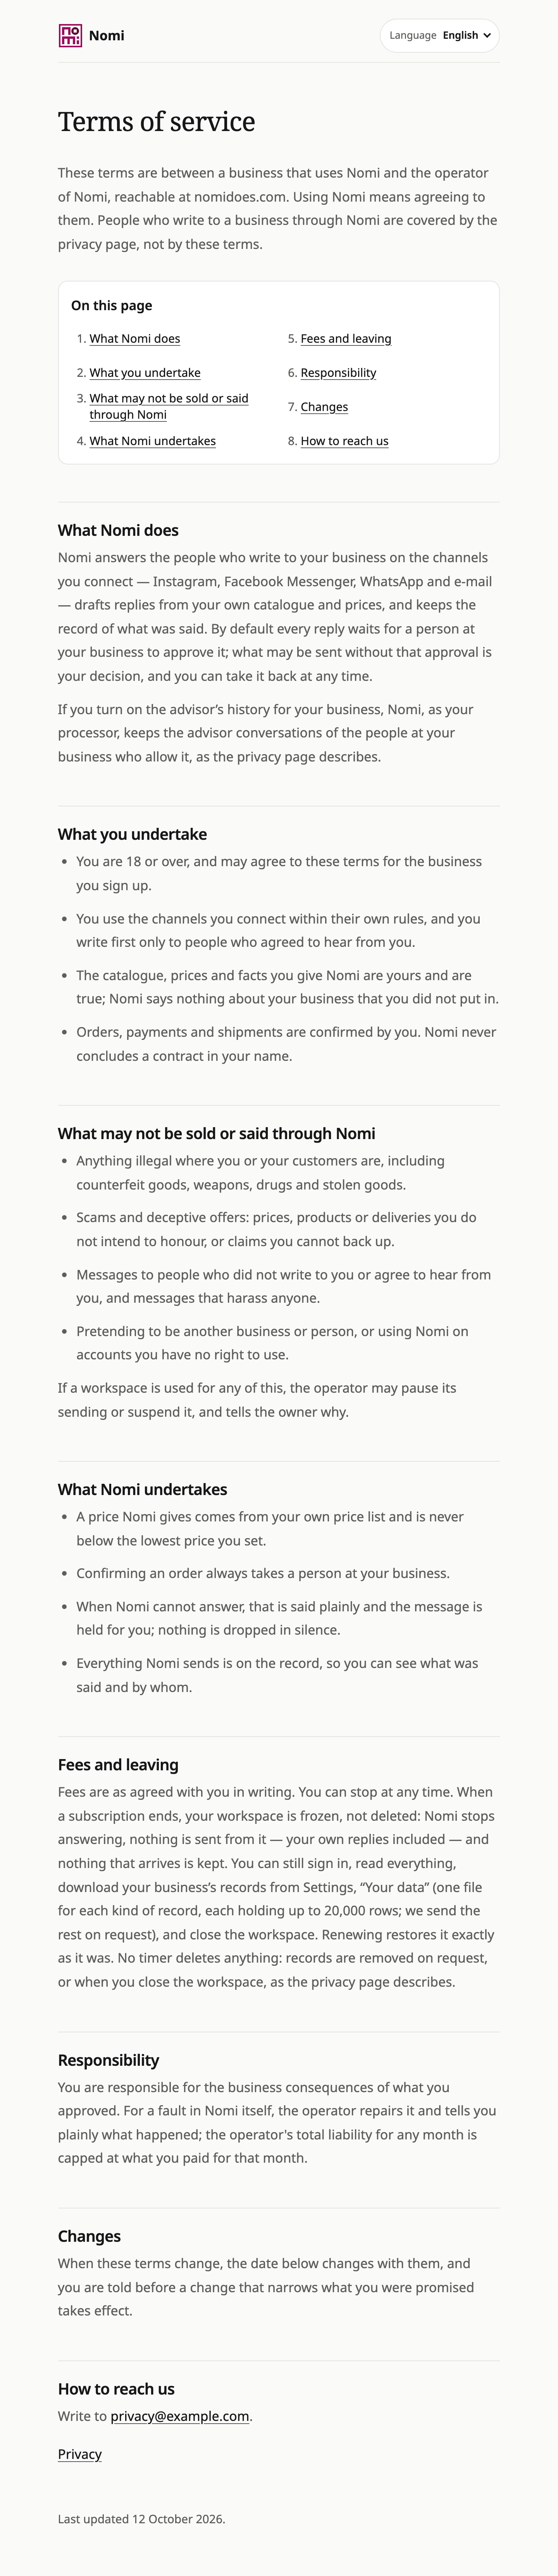 nomi
Nomi
Language English
Terms of service
These terms are between a business that uses Nomi and the operator
of Nomi, reachable at nomidoes.com. Using Nomi means agreeing to
them. People who write to a business through Nomi are covered by the
privacy page, not by these terms.
On this page
1. What Nomi does
2. What you undertake
3. What may not be sold or said
through Nomi
4. What Nomi undertakes
5. Fees and leaving
6. Responsibility
7. Changes
8. How to reach us
What Nomi does
Nomi answers the people who write to your business on the channels
you connect — Instagram, Facebook Messenger, WhatsApp and e-mail
— drafts replies from your own catalogue and prices, and keeps the
record of what was said. By default every reply waits for a person at
your business to approve it; what may be sent without that approval is
your decision, and you can take it back at any time.
If you turn on the advisor’s history for your business, Nomi, as your
processor, keeps the advisor conversations of the people at your
business who allow it, as the privacy page describes.
What you undertake
• You are 18 or over, and may agree to these terms for the business
you sign up.
• You use the channels you connect within their own rules, and you
write first only to people who agreed to hear from you.
• The catalogue, prices and facts you give Nomi are yours and are
true; Nomi says nothing about your business that you did not put in.
• Orders, payments and shipments are confirmed by you. Nomi never
concludes a contract in your name.
What may not be sold or said through Nomi
• Anything illegal where you or your customers are, including
counterfeit goods, weapons, drugs and stolen goods.
• Scams and deceptive offers: prices, products or deliveries you do
not intend to honour, or claims you cannot back up.
• Messages to people who did not write to you or agree to hear from
you, and messages that harass anyone.
• Pretending to be another business or person, or using Nomi on
accounts you have no right to use.
If a workspace is used for any of this, the operator may pause its
sending or suspend it, and tells the owner why.
What Nomi undertakes
• A price Nomi gives comes from your own price list and is never
below the lowest price you set.
• Confirming an order always takes a person at your business.
• When Nomi cannot answer, that is said plainly and the message is
held for you; nothing is dropped in silence.
• Everything Nomi sends is on the record, so you can see what was
said and by whom.
Fees and leaving
Fees are as agreed with you in writing. You can stop at any time. When
a subscription ends, your workspace is frozen, not deleted: Nomi stops
answering, nothing is sent from it — your own replies included — and
nothing that arrives is kept. You can still sign in, read everything,
download your business’s records from Settings, “Your data” (one file
for each kind of record, each holding up to 20,000 rows; we send the
rest on request), and close the workspace. Renewing restores it exactly
as it was. No timer deletes anything: records are removed on request,
or when you close the workspace, as the privacy page describes.
Responsibility
You are responsible for the business consequences of what you
approved. For a fault in Nomi itself, the operator repairs it and tells you
plainly what happened; the operator's total liability for any month is
capped at what you paid for that month.
Changes
When these terms change, the date below changes with them, and
you are told before a change that narrows what you were promised
takes effect.
How to reach us
Write to privacy@example.com.
Privacy
Last updated 12 October 2026.